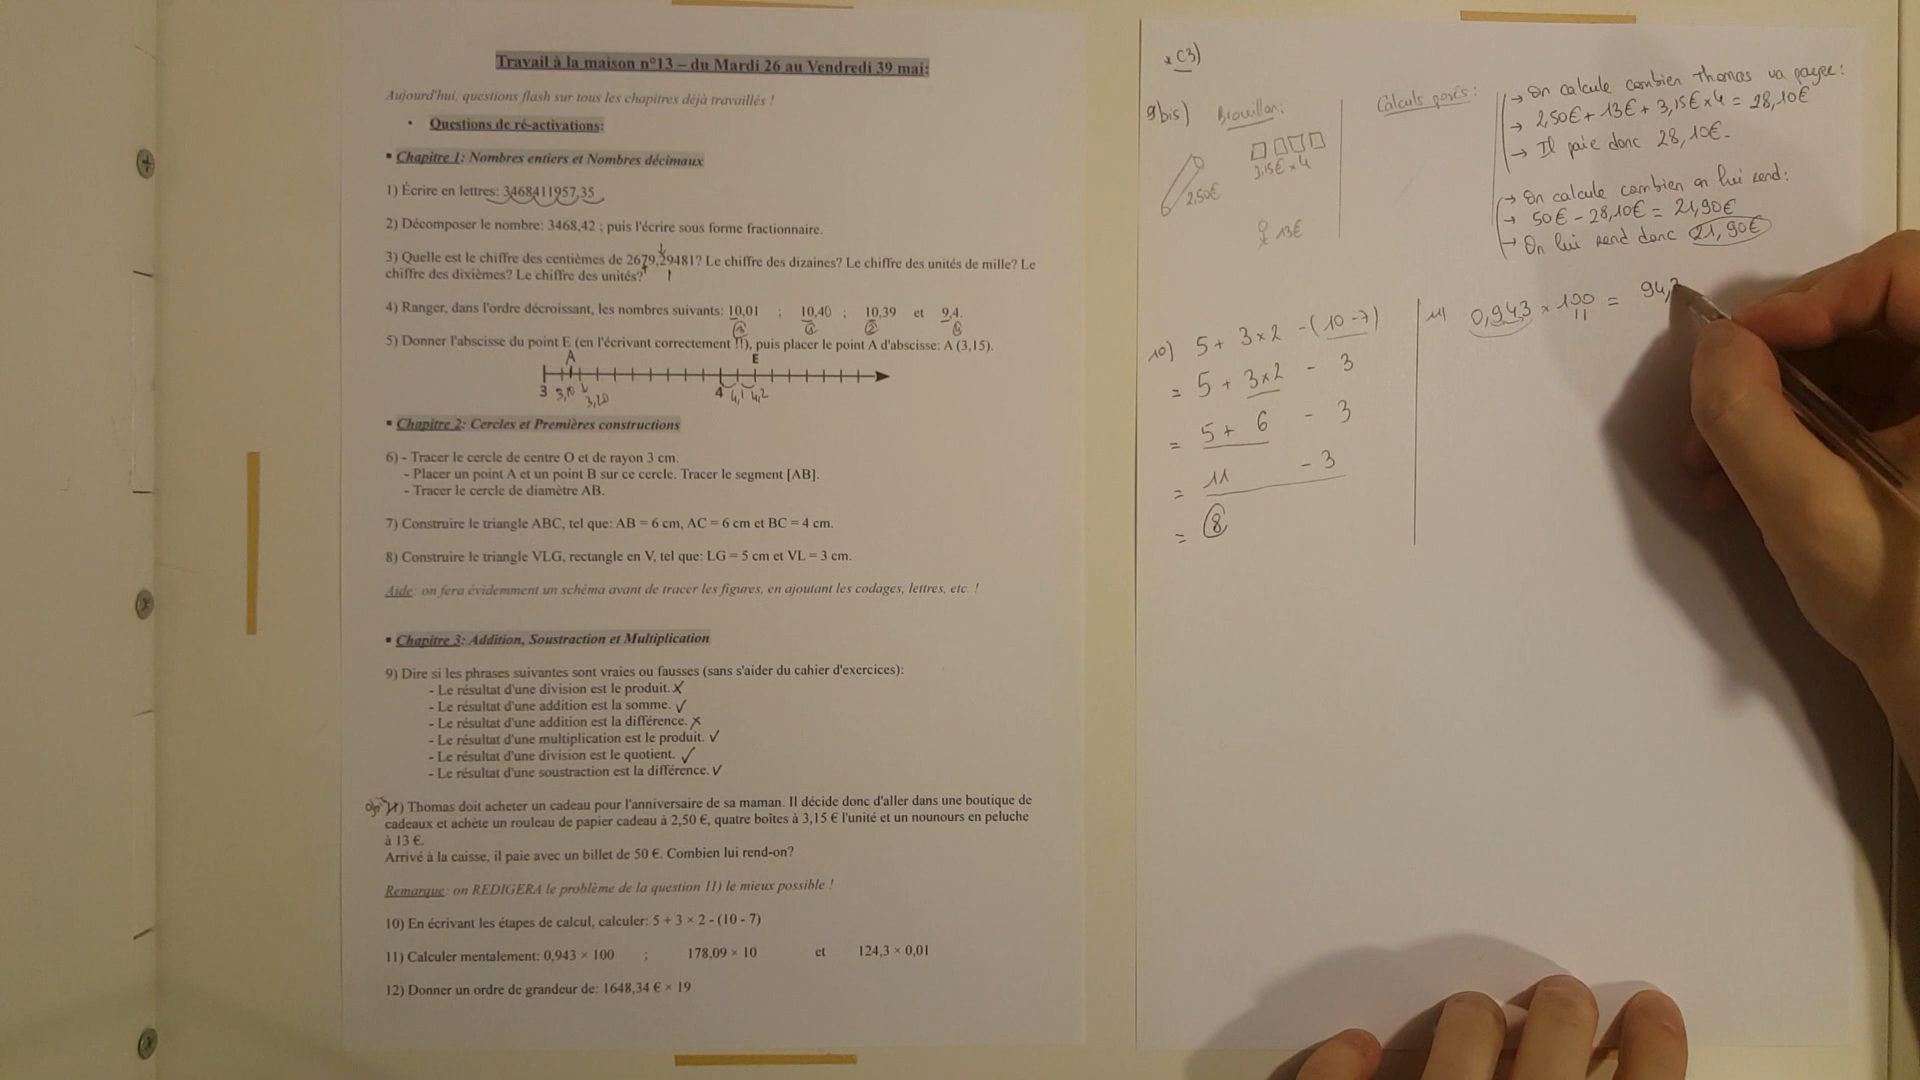 Travail à la maison n°13 – du Mardi 26 au Vendredi 39 mai:
Aujourd'hui, questions flash sur tous les chapitres déjà travaillés !
• Questions de ré-activations:
▪ Chapitre 1: Nombres entiers et Nombres décimaux
1) Écrire en lettres: 3468411957,35
2) Décomposer le nombre: 3468,42 ; puis l'écrire sous forme fractionnaire.
3) Quelle est le chiffre des centièmes de 2679,29481? Le chiffre des dizaines? Le chiffre des unités de mille? Le
chiffre des dixièmes? Le chiffre des unités?
4) Ranger, dans l'ordre décroissant, les nombres suivants: 10,01 ; 10,40 ; 10,39 et 9,4.
5) Donner l'abscisse du point E (en l'écrivant correctement !!), puis placer le point A d'abscisse: A (3,15).
A E
3 3,10 3,20 4 4,1 4,2
▪ Chapitre 2: Cercles et Premières constructions
6) - Tracer le cercle de centre O et de rayon 3 cm.
- Placer un point A et un point B sur ce cercle. Tracer le segment [AB].
- Tracer le cercle de diamètre AB.
7) Construire le triangle ABC, tel que: AB = 6 cm, AC = 6 cm et BC = 4 cm.
8) Construire le triangle VLG, rectangle en V, tel que: LG = 5 cm et VL = 3 cm.
Aide: on fera évidemment un schéma avant de tracer les figures, en ajoutant les codages, lettres, etc. !
▪ Chapitre 3: Addition, Soustraction et Multiplication
9) Dire si les phrases suivantes sont vraies ou fausses (sans s'aider du cahier d'exercices):
- Le résultat d'une division est le produit. ✗
- Le résultat d'une addition est la somme. ✓
- Le résultat d'une addition est la différence. ✗
- Le résultat d'une multiplication est le produit. ✓
- Le résultat d'une division est le quotient. ✓
- Le résultat d'une soustraction est la différence. ✓
9bis) Thomas doit acheter un cadeau pour l'anniversaire de sa maman. Il décide donc d'aller dans une boutique de
cadeaux et achète un rouleau de papier cadeau à 2,50 €, quatre boîtes à 3,15 € l'unité et un nounours en peluche
à 13 €.
Arrivé à la caisse, il paie avec un billet de 50 €. Combien lui rend-on?
Remarque: on REDIGERA le problème de la question 11) le mieux possible !
10) En écrivant les étapes de calcul, calculer: 5 + 3 × 2 - (10 - 7)
11) Calculer mentalement: 0,943 × 100 ; 178,09 × 10 et 124,3 × 0,01
12) Donner un ordre de grandeur de: 1648,34 € × 19
* C3)
9bis) Brouillon:
3,15€ × 4
2,50€
13€
Calculs posés:
→ On calcule combien Thomas va payer:
→ 2,50€ + 13€ + 3,15€ × 4 = 28,10€
→ Il paie donc 28,10€.
→ On calcule combien on lui rend:
→ 50€ - 28,10€ = 21,90€
→ On lui rend donc 21,90€
10) 5 + 3×2 - (10 - 7)
= 5 + 3×2 - 3
= 5 + 6 - 3
= 11 - 3
= 8
11) 0,943 × 100 = 94,3